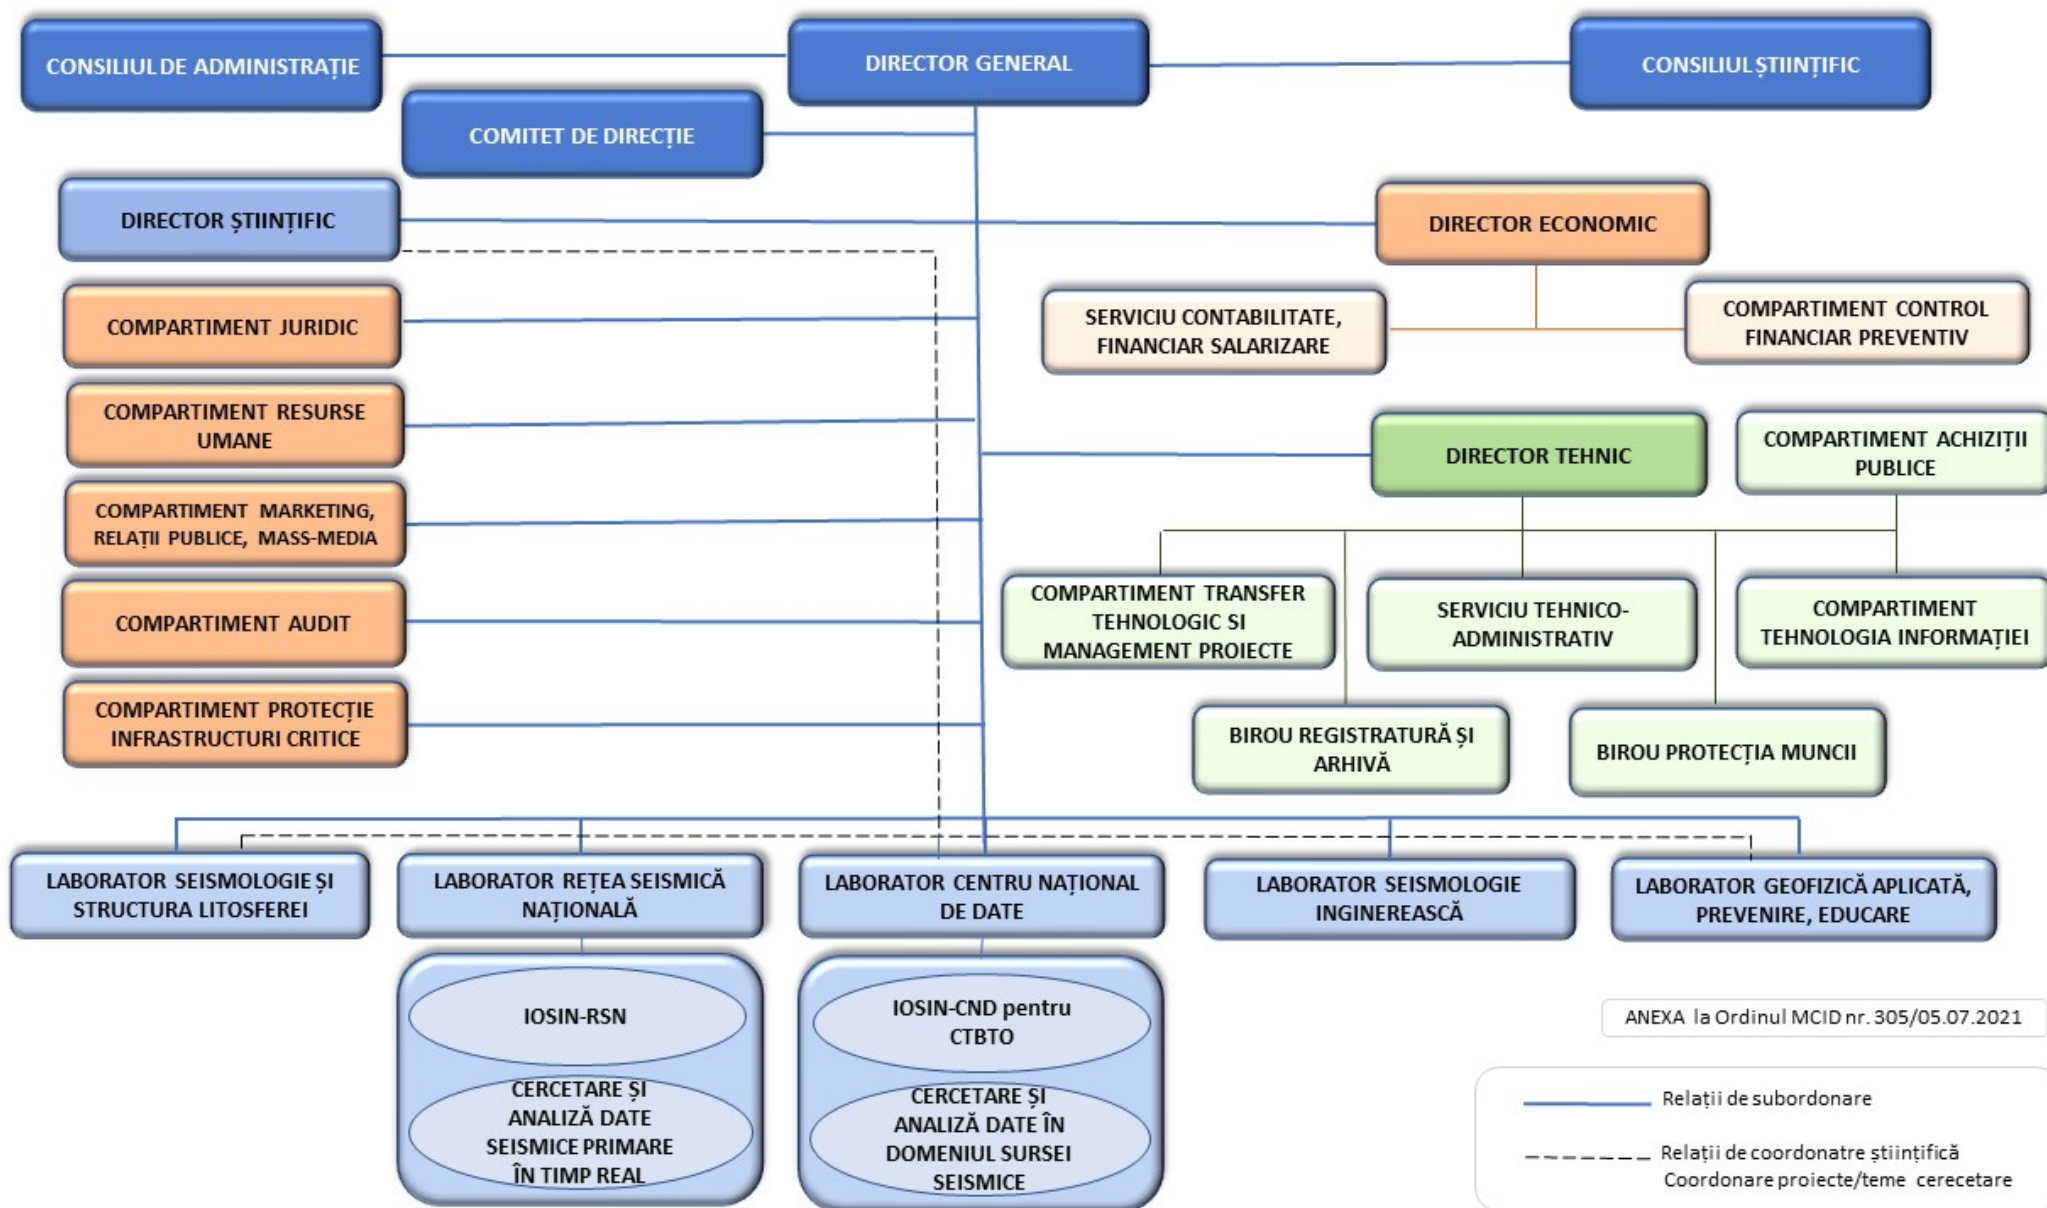 CONSILIUL DE ADMINISTRAȚIE
DIRECTOR GENERAL
CONSILIUL ȘTIINȚIFIC
COMITET DE DIRECȚIE
DIRECTOR ȘTIINȚIFIC
DIRECTOR ECONOMIC
COMPARTIMENT JURIDIC
SERVICIU CONTABILITATE,
FINANCIAR SALARIZARE
COMPARTIMENT CONTROL
FINANCIAR PREVENTIV
COMPARTIMENT RESURSE
UMANE
DIRECTOR TEHNIC
COMPARTIMENT ACHIZIȚII
PUBLICE
COMPARTIMENT MARKETING,
RELAȚII PUBLICE, MASS-MEDIA
COMPARTIMENT AUDIT
COMPARTIMENT TRANSFER
TEHNOLOGIC SI
MANAGEMENT PROIECTE
SERVICIU TEHNICO-
ADMINISTRATIV
COMPARTIMENT
TEHNOLOGIA INFORMAȚIEI
COMPARTIMENT PROTECȚIE
INFRASTRUCTURI CRITICE
BIROU REGISTRATURĂ ȘI
ARHIVĂ
BIROU PROTECȚIA MUNCII
LABORATOR SEISMOLOGIE ȘI
STRUCTURA LITOSFEREI
LABORATOR REȚEA SEISMICĂ
NAȚIONALĂ
LABORATOR CENTRU NAȚIONAL
DE DATE
LABORATOR SEISMOLOGIE
INGINEREASCĂ
LABORATOR GEOFIZICĂ APLICATĂ,
PREVENIRE, EDUCARE
IOSIN-RSN
CERCETARE ȘI
ANALIZĂ DATE
SEISMICE PRIMARE
ÎN TIMP REAL
IOSIN-CND pentru
CTBTO
CERCETARE ȘI
ANALIZĂ DATE ÎN
DOMENIUL SURSEI
SEISMICE
ANEXA la Ordinul MCID nr. 305/05.07.2021
Relații de subordonare
Relații de coordonatre științifică
Coordonare proiecte/teme cerecetare